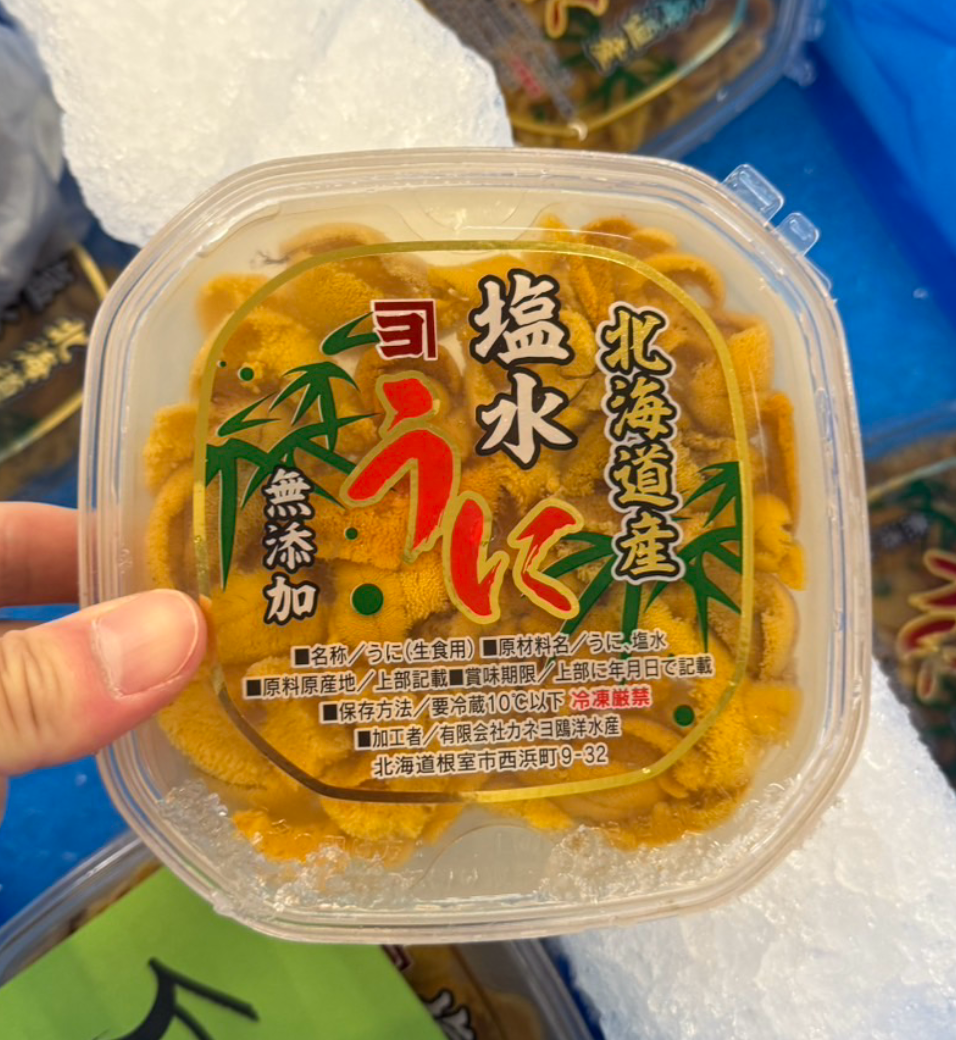 北海道産
塩水
うに
ヨ
無添加
■名称/うに(生食用) ■原材料名/うに、塩水
■原料原産地/上部記載■賞味期限/上部に年月日で記載
■保存方法/要冷蔵10℃以下 冷凍厳禁
■加工者/有限会社カネヨ鴎洋水産
北海道根室市西浜町9-32